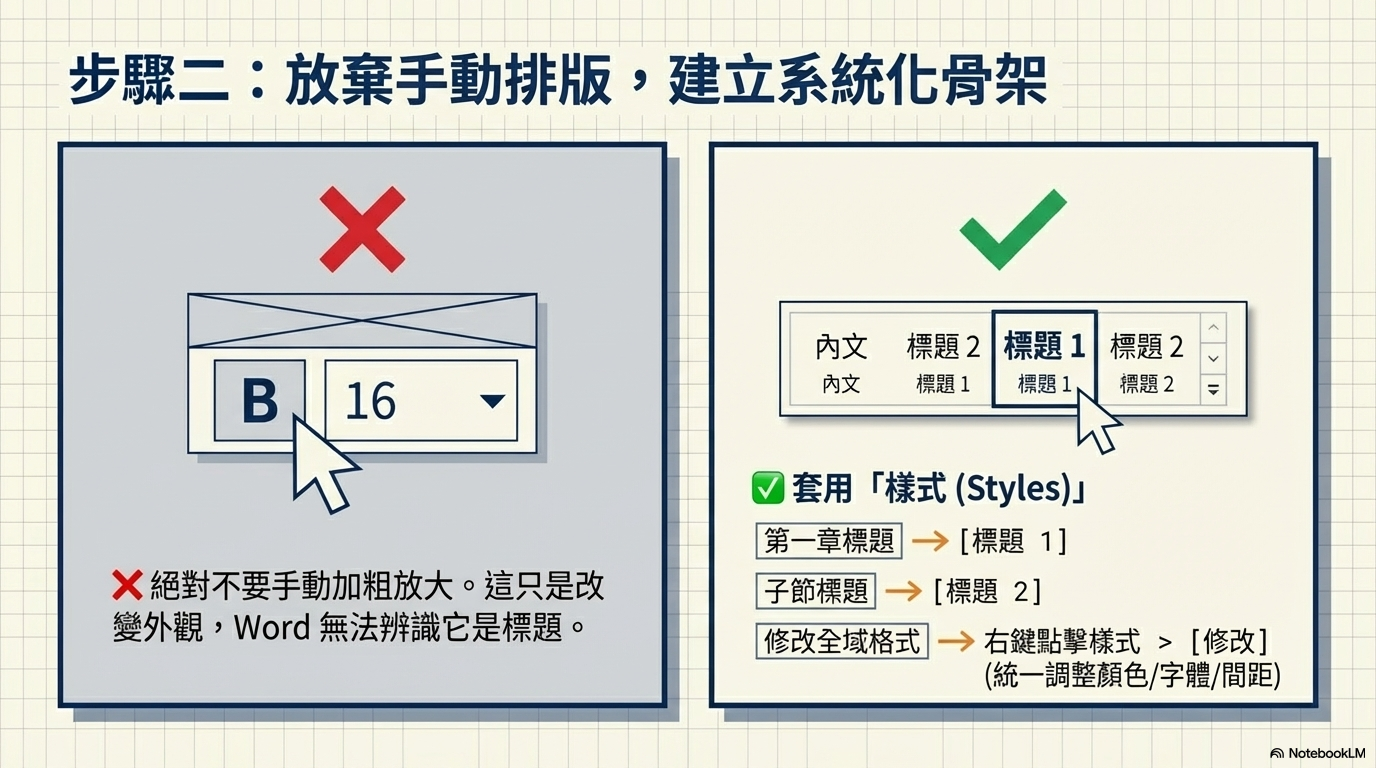 步驟二：放棄手動排版，建立系統化骨架
B 16
❌ 絕對不要手動加粗放大。這只是改
變外觀，Word 無法辨識它是標題。
內文 標題 2 標題 1 標題 2
內文 標題 1 標題 1 標題 2
✅ 套用「樣式 (Styles)」
第一章標題 → [標題 1]
子節標題 → [標題 2]
修改全域格式 → 右鍵點擊樣式 > [修改]
(統一調整顏色/字體/間距)
NotebookLM